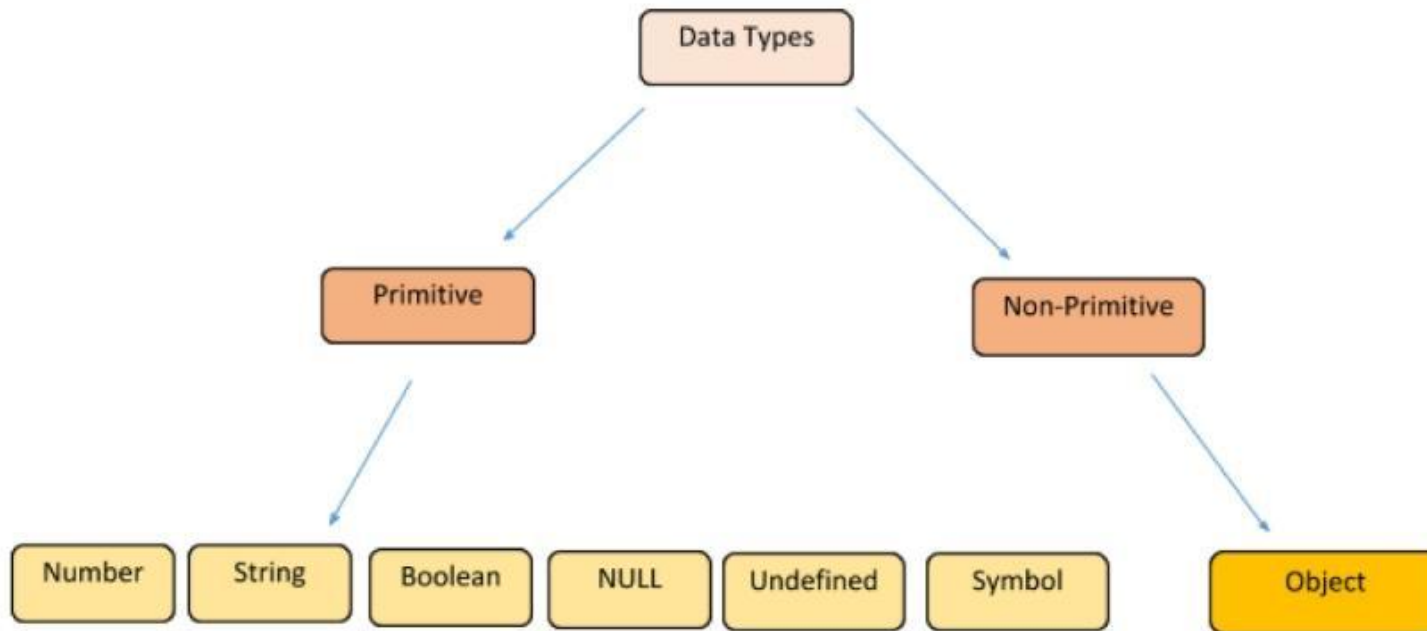 Data Types
Primitive
Non-Primitive
Number
String
Boolean
NULL
Undefined
Symbol
Object